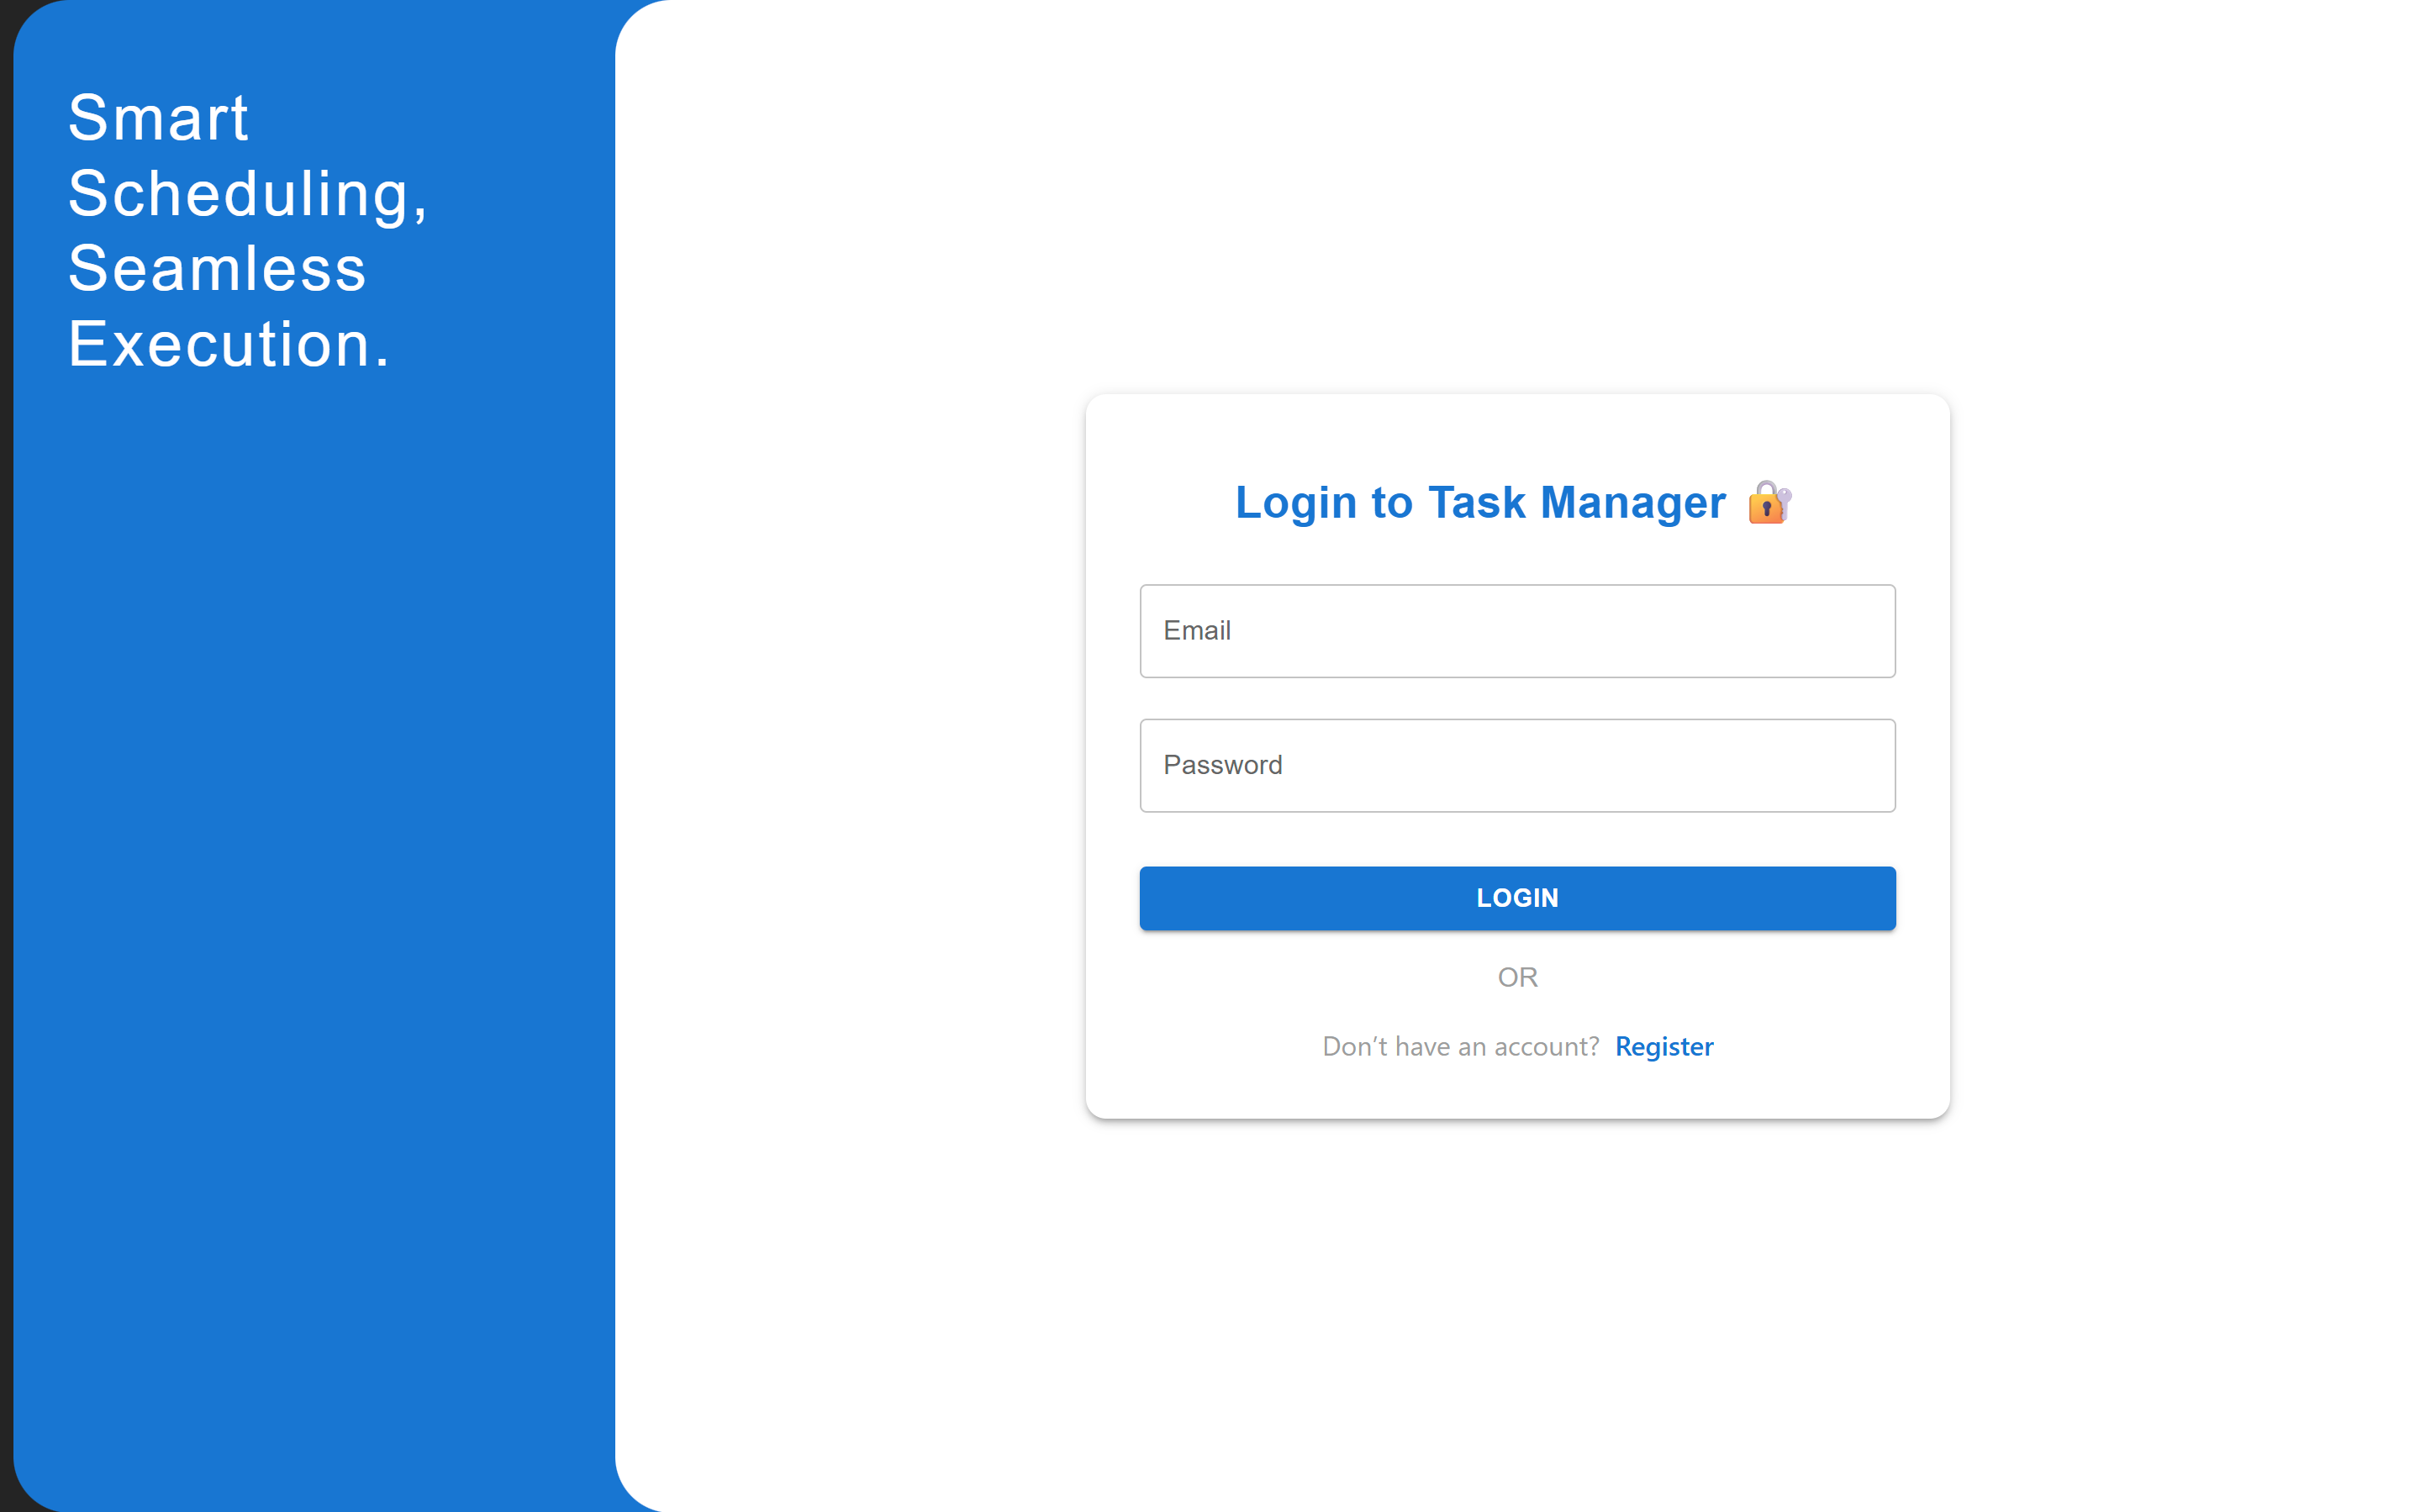 Smart
Scheduling,
Seamless
Execution.
Login to Task Manager 🔐
Email
Password
LOGIN
OR
Don’t have an account? Register